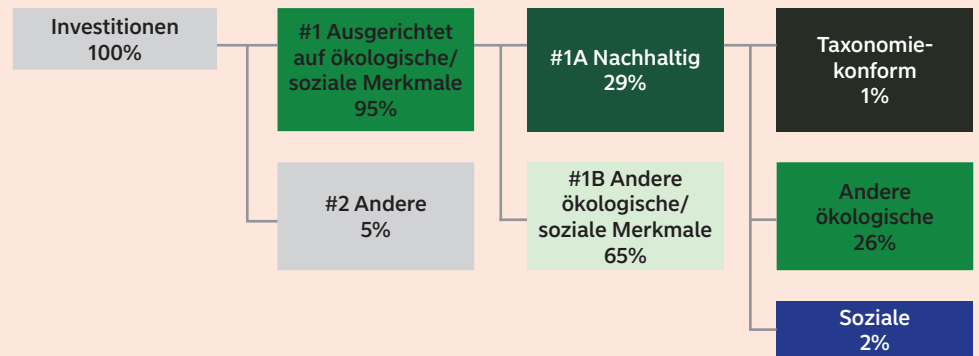 Investitionen
100%
#1 Ausgerichtet
auf ökologische/
soziale Merkmale
95%
#1A Nachhaltig
29%
Taxonomie-
konform
1%
#2 Andere
5%
#1B Andere
ökologische/
soziale Merkmale
65%
Andere
ökologische
26%
Soziale
2%